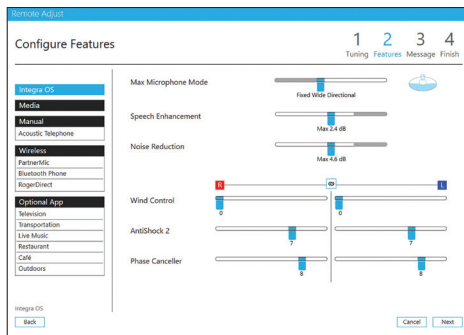 Remote Adjust
Configure Features
1 2 3 4
Tuning Features Message Finish
Integra OS
Media
Manual
Acoustic Telephone
Wireless
PartnerMic
Bluetooth Phone
RogerDirect
Optional App
Television
Transportation
Live Music
Restaurant
Café
Outdoors
Max Microphone Mode
Fixed Wide Directional
Speech Enhancement
Max 2.4 dB
Noise Reduction
Max 4.6 dB
R L
Wind Control
0 0
AntiShock 2
7 7
Phase Canceller
8 8
Integra OS
Back Cancel Next